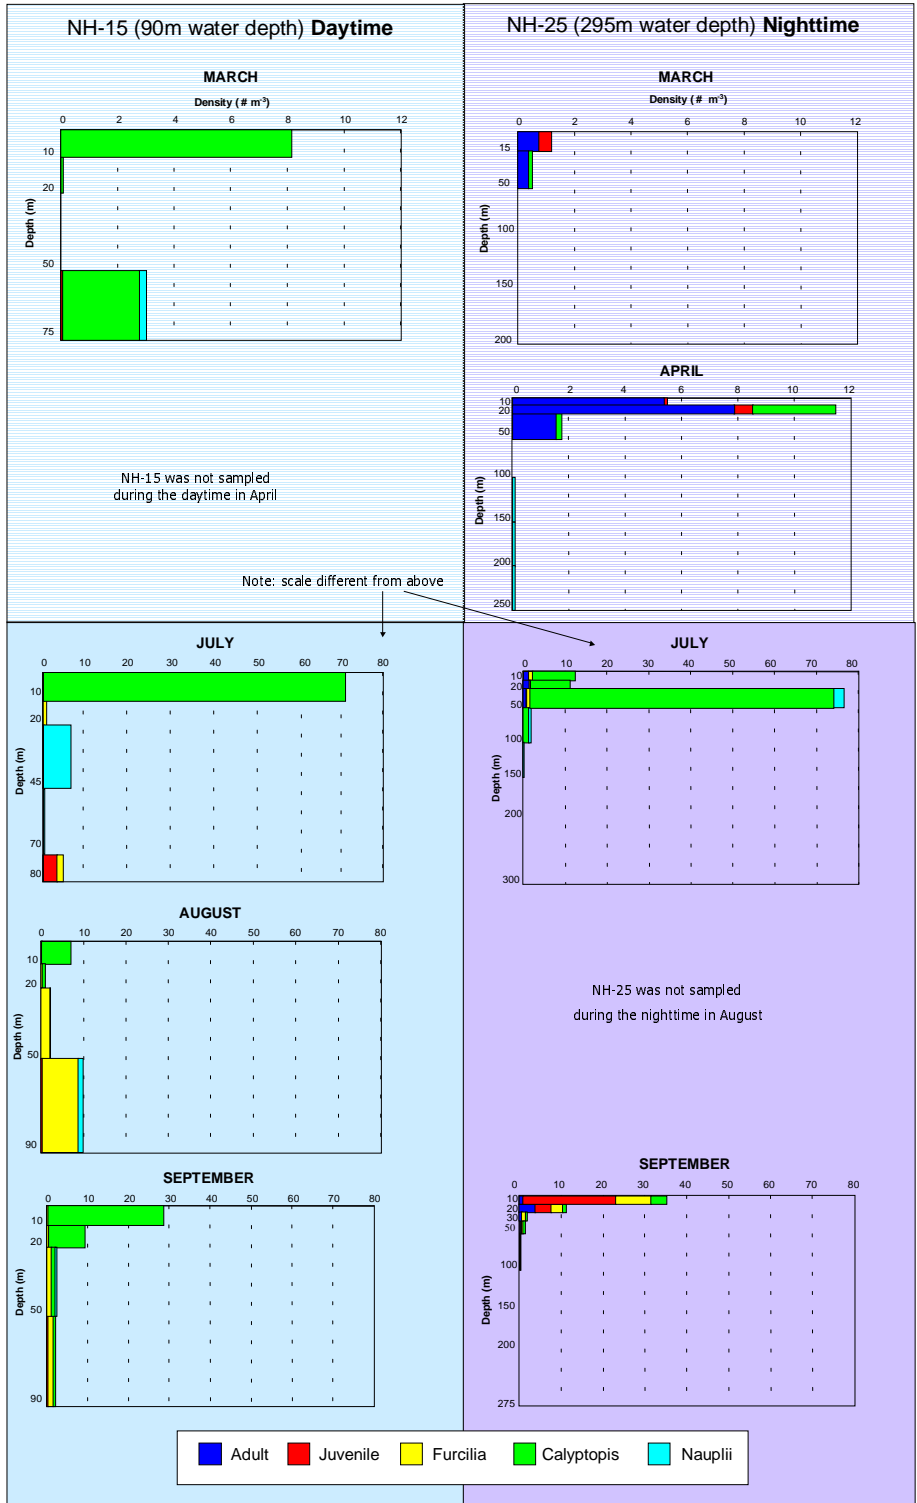 NH-15 (90m water depth) Daytime
MARCH
Density ( # m-3)
0 2 4 6 8 10 12
10
20
50
75
Depth (m)
NH-15 was not sampled
during the daytime in April
NH-25 (295m water depth) Nighttime
MARCH
Density ( # m-3)
0 2 4 6 8 10 12
15
50
100
150
200
Depth (m)
APRIL
0 2 4 6 8 10 12
10
20
50
100
150
200
250
Depth (m)
Note: scale different from above
JULY
0 10 20 30 40 50 60 70 80
10
20
45
70
80
Depth (m)
AUGUST
0 10 20 30 40 50 60 70 80
10
20
50
90
Depth (m)
SEPTEMBER
0 10 20 30 40 50 60 70 80
10
20
50
90
Depth (m)
JULY
0 10 20 30 40 50 60 70 80
10
20
50
100
150
200
300
Depth (m)
NH-25 was not sampled
during the nighttime in August
SEPTEMBER
0 10 20 30 40 50 60 70 80
10
20
30
50
100
150
200
275
Depth (m)
Adult Juvenile Furcilia Calyptopis Nauplii